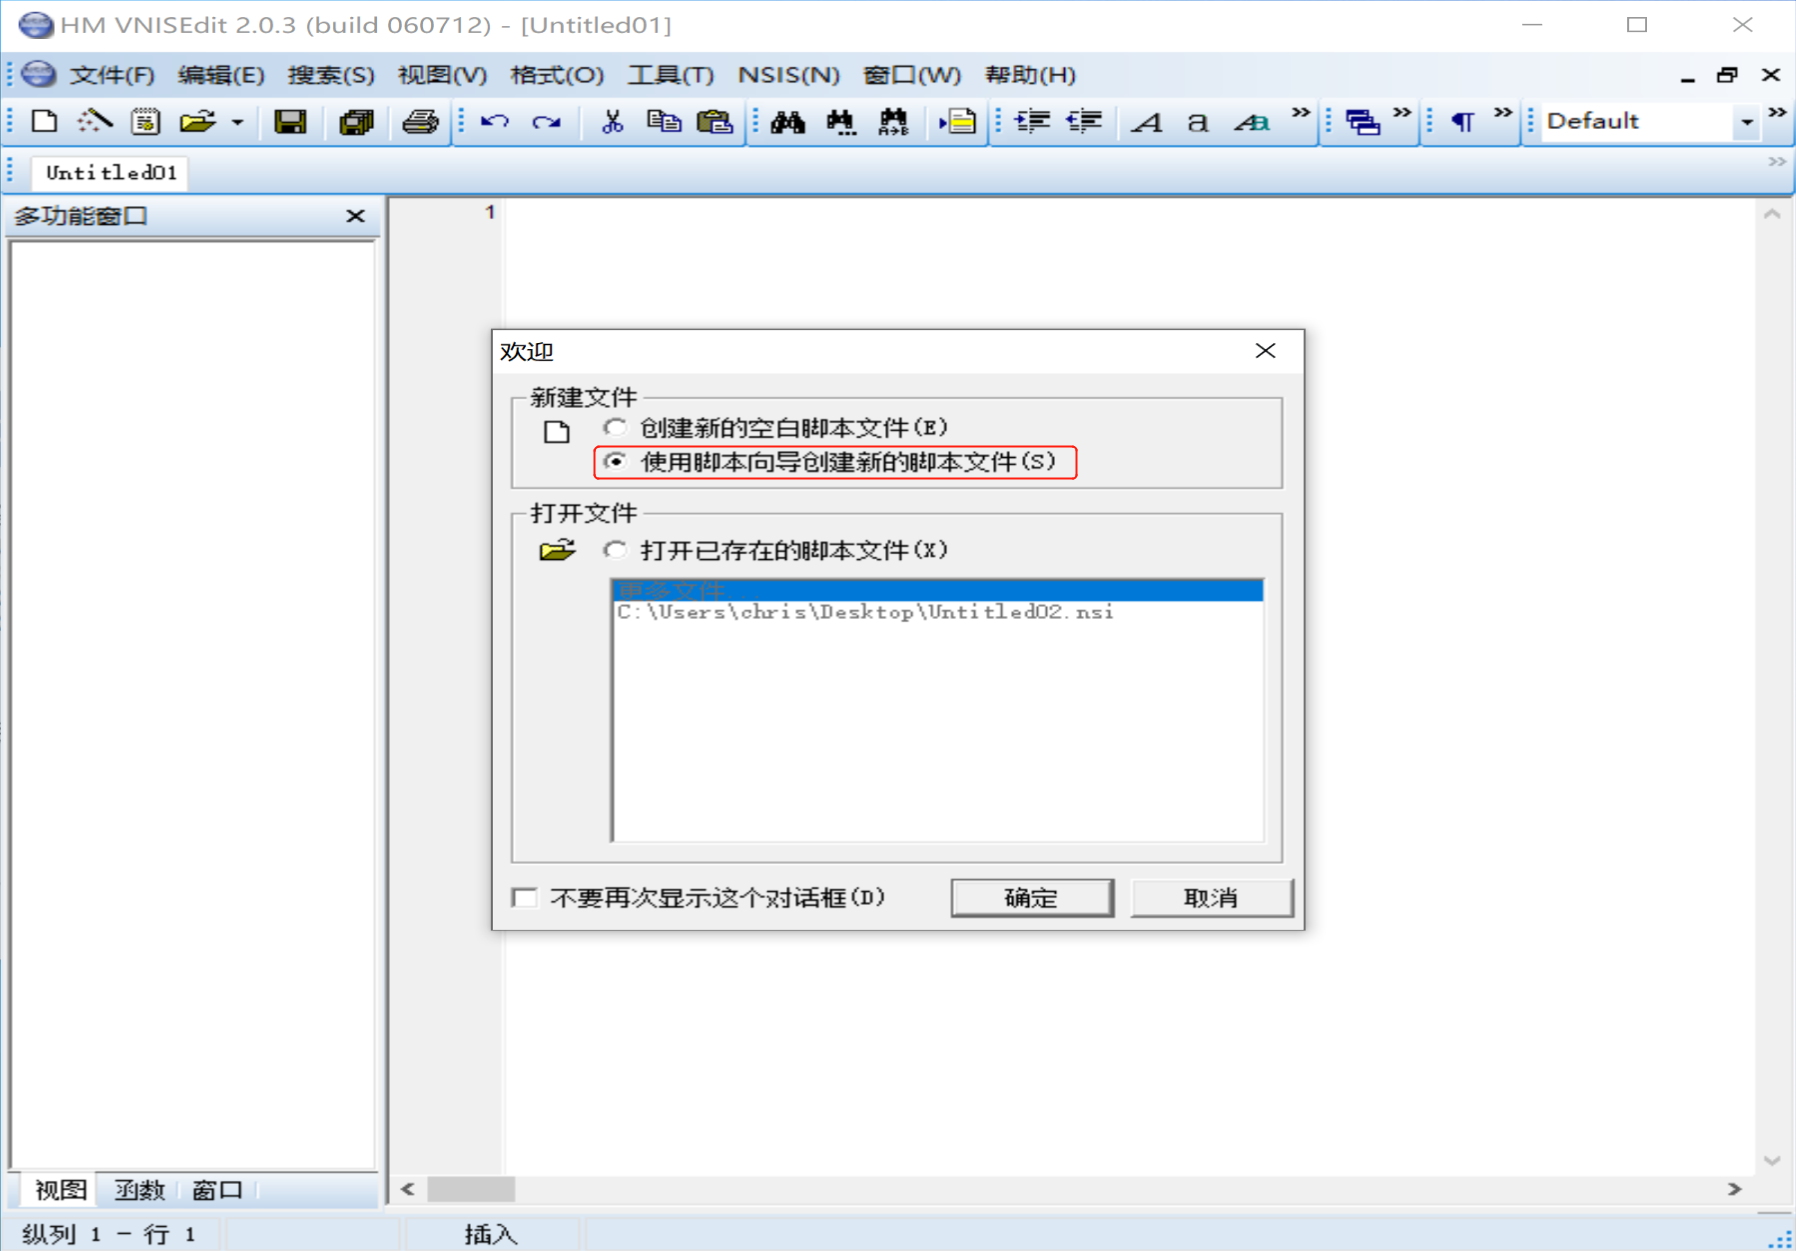 HM VNISEdit 2.0.3 (build 060712) - [Untitled01]
文件(F) 编辑(E) 搜索(S) 视图(V) 格式(O) 工具(T) NSIS(N) 窗口(W) 帮助(H)
Default
Untitled01
多功能窗口
1
欢迎
新建文件
创建新的空白脚本文件(E)
使用脚本向导创建新的脚本文件(S)
打开文件
打开已存在的脚本文件(X)
更多文件...
C:\Users\chris\Desktop\Untitled02.nsi
不要再次显示这个对话框(D)
确定
取消
视图 函数 窗口
纵列 1 - 行 1
插入